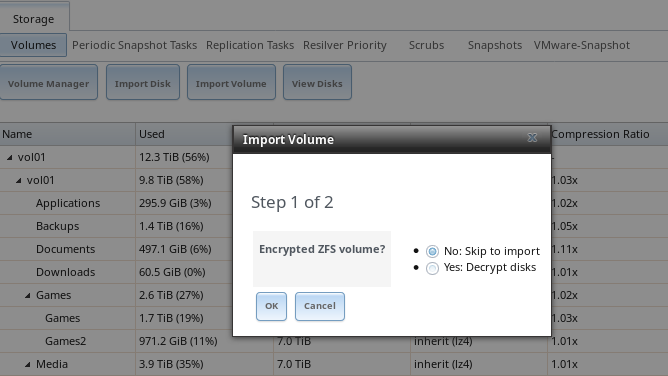 Storage
Volumes Periodic Snapshot Tasks Replication Tasks Resilver Priority Scrubs Snapshots VMware-Snapshot
Volume Manager Import Disk Import Volume View Disks
Name Used Compression Ratio
vol01 12.3 TiB (56%) -
vol01 9.8 TiB (58%) 1.03x
Applications 295.9 GiB (3%) 1.02x
Backups 1.4 TiB (16%) 1.05x
Documents 497.1 GiB (6%) 1.11x
Downloads 60.5 GiB (0%) 1.01x
Games 2.6 TiB (27%) 1.02x
Games 1.7 TiB (19%) 1.03x
Games2 971.2 GiB (11%) 7.0 TiB inherit (lz4) 1.01x
Media 3.9 TiB (35%) 7.0 TiB inherit (lz4) 1.01x
Import Volume
Step 1 of 2
Encrypted ZFS volume?
No: Skip to import
Yes: Decrypt disks
OK Cancel